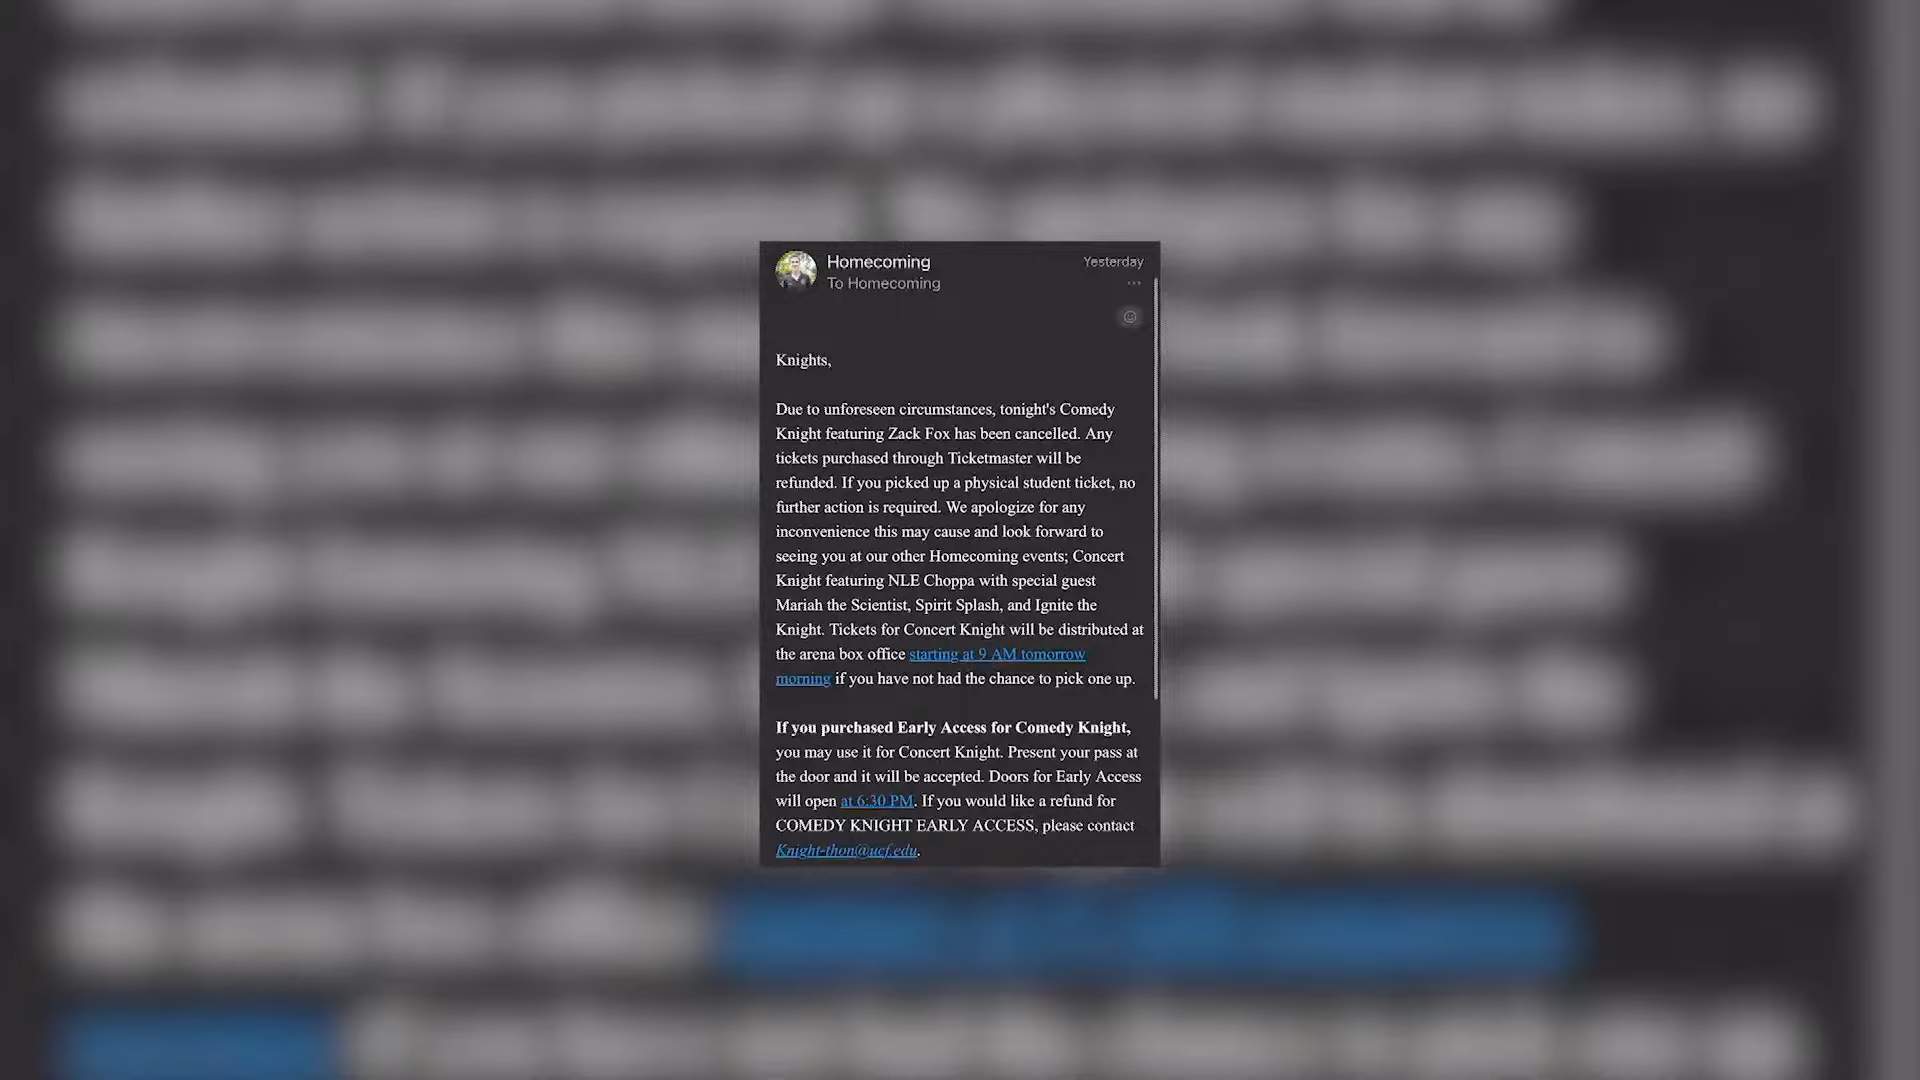 Homecoming
Yesterday
To Homecoming
Knights,
Due to unforeseen circumstances, tonight's Comedy
Knight featuring Zack Fox has been cancelled. Any
tickets purchased through Ticketmaster will be
refunded. If you picked up a physical student ticket, no
further action is required. We apologize for any
inconvenience this may cause and look forward to
seeing you at our other Homecoming events; Concert
Knight featuring NLE Choppa with special guest
Mariah the Scientist, Spirit Splash, and Ignite the
Knight. Tickets for Concert Knight will be distributed at
the arena box office starting at 9 AM tomorrow
morning if you have not had the chance to pick one up.
If you purchased Early Access for Comedy Knight,
you may use it for Concert Knight. Present your pass at
the door and it will be accepted. Doors for Early Access
will open at 6:30 PM. If you would like a refund for
COMEDY KNIGHT EARLY ACCESS, please contact
Knight-thon@ucf.edu.